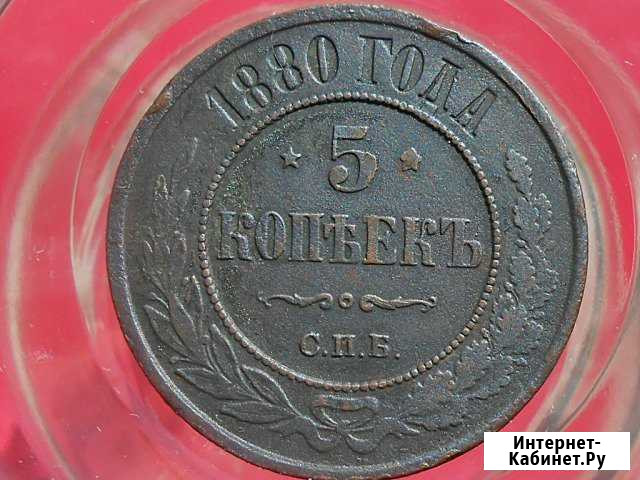 1880 ГОДА
5
КОПѢЕКЪ
С.П.Б.
Интернет-
Кабинет.Ру